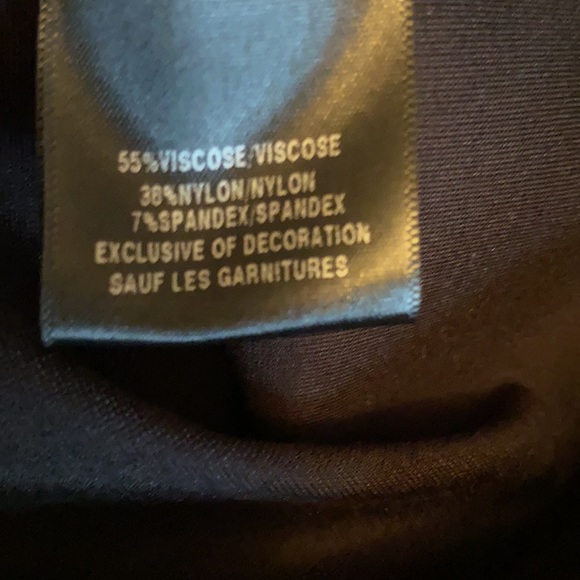 55%VISCOSE/VISCOSE
38%NYLON/NYLON
7%SPANDEX/SPANDEX
EXCLUSIVE OF DECORATION
SAUF LES GARNITURES